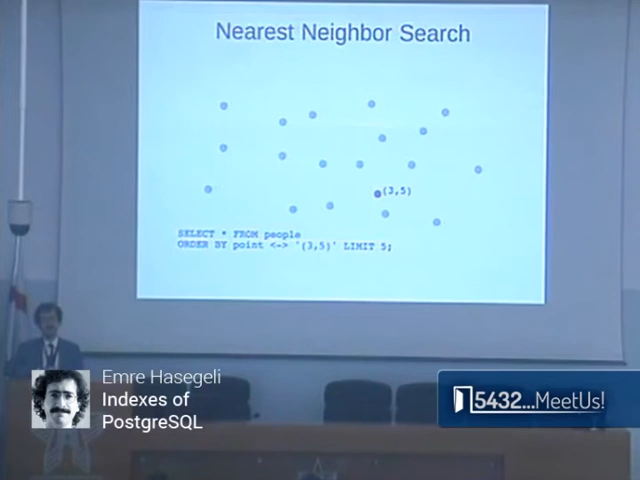 Nearest Neighbor Search
(3,5)
SELECT * FROM people
ORDER BY point <-> '(3,5)' LIMIT 5;
Emre Hasegeli
Indexes of
PostgreSQL
5432...MeetUs!